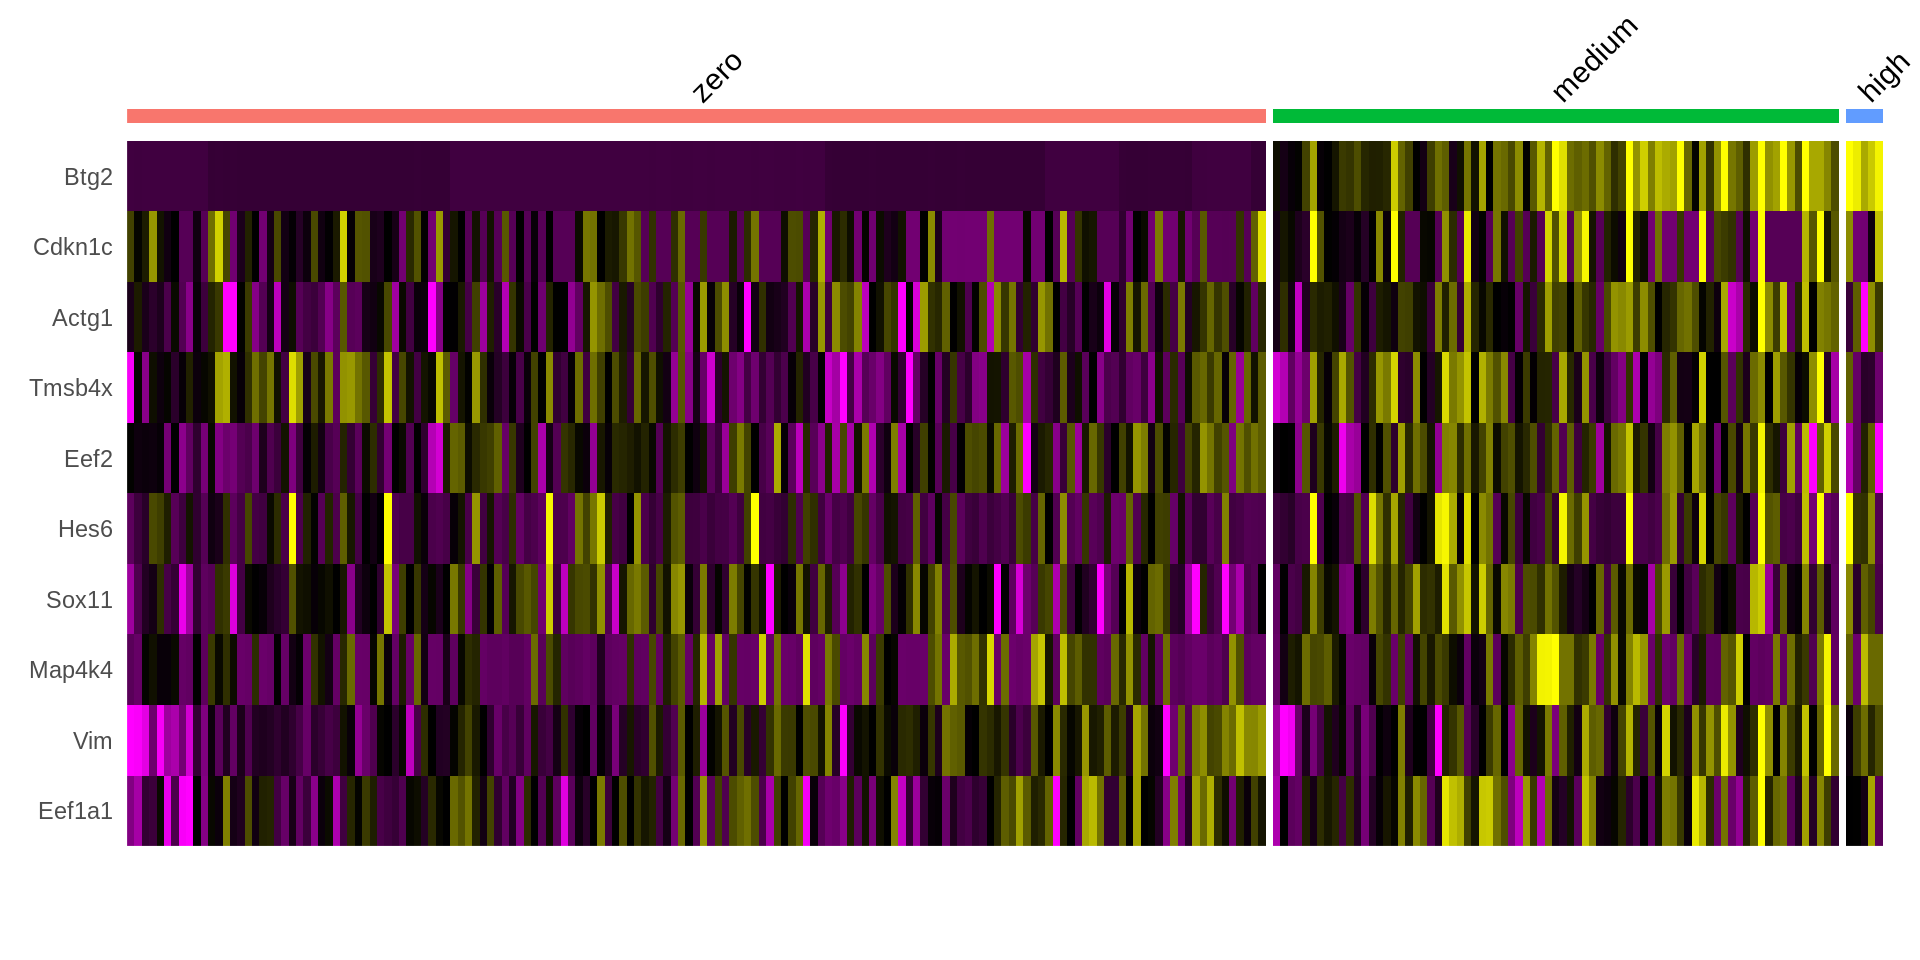 zero
medium
high
Btg2
Cdkn1c
Actg1
Tmsb4x
Eef2
Hes6
Sox11
Map4k4
Vim
Eef1a1